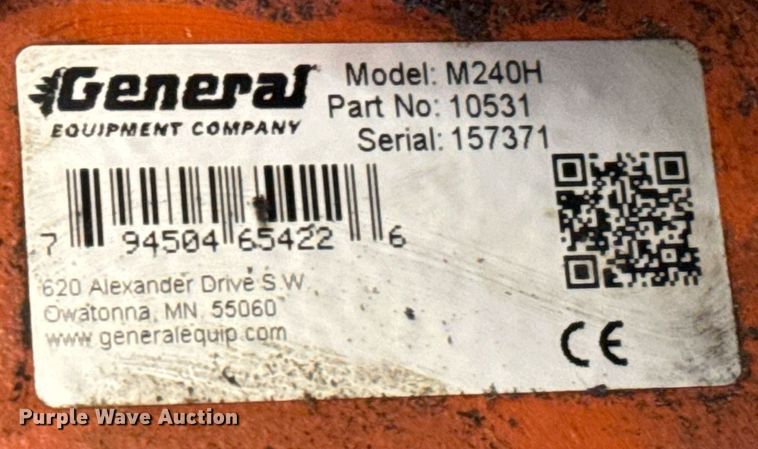 General
EQUIPMENT COMPANY
Model: M240H
Part No: 10531
Serial: 157371
7 94504 65422 6
620 Alexander Drive S.W.
Owatonna, MN. 55060
www.generalequip.com
CE
Purple Wave Auction